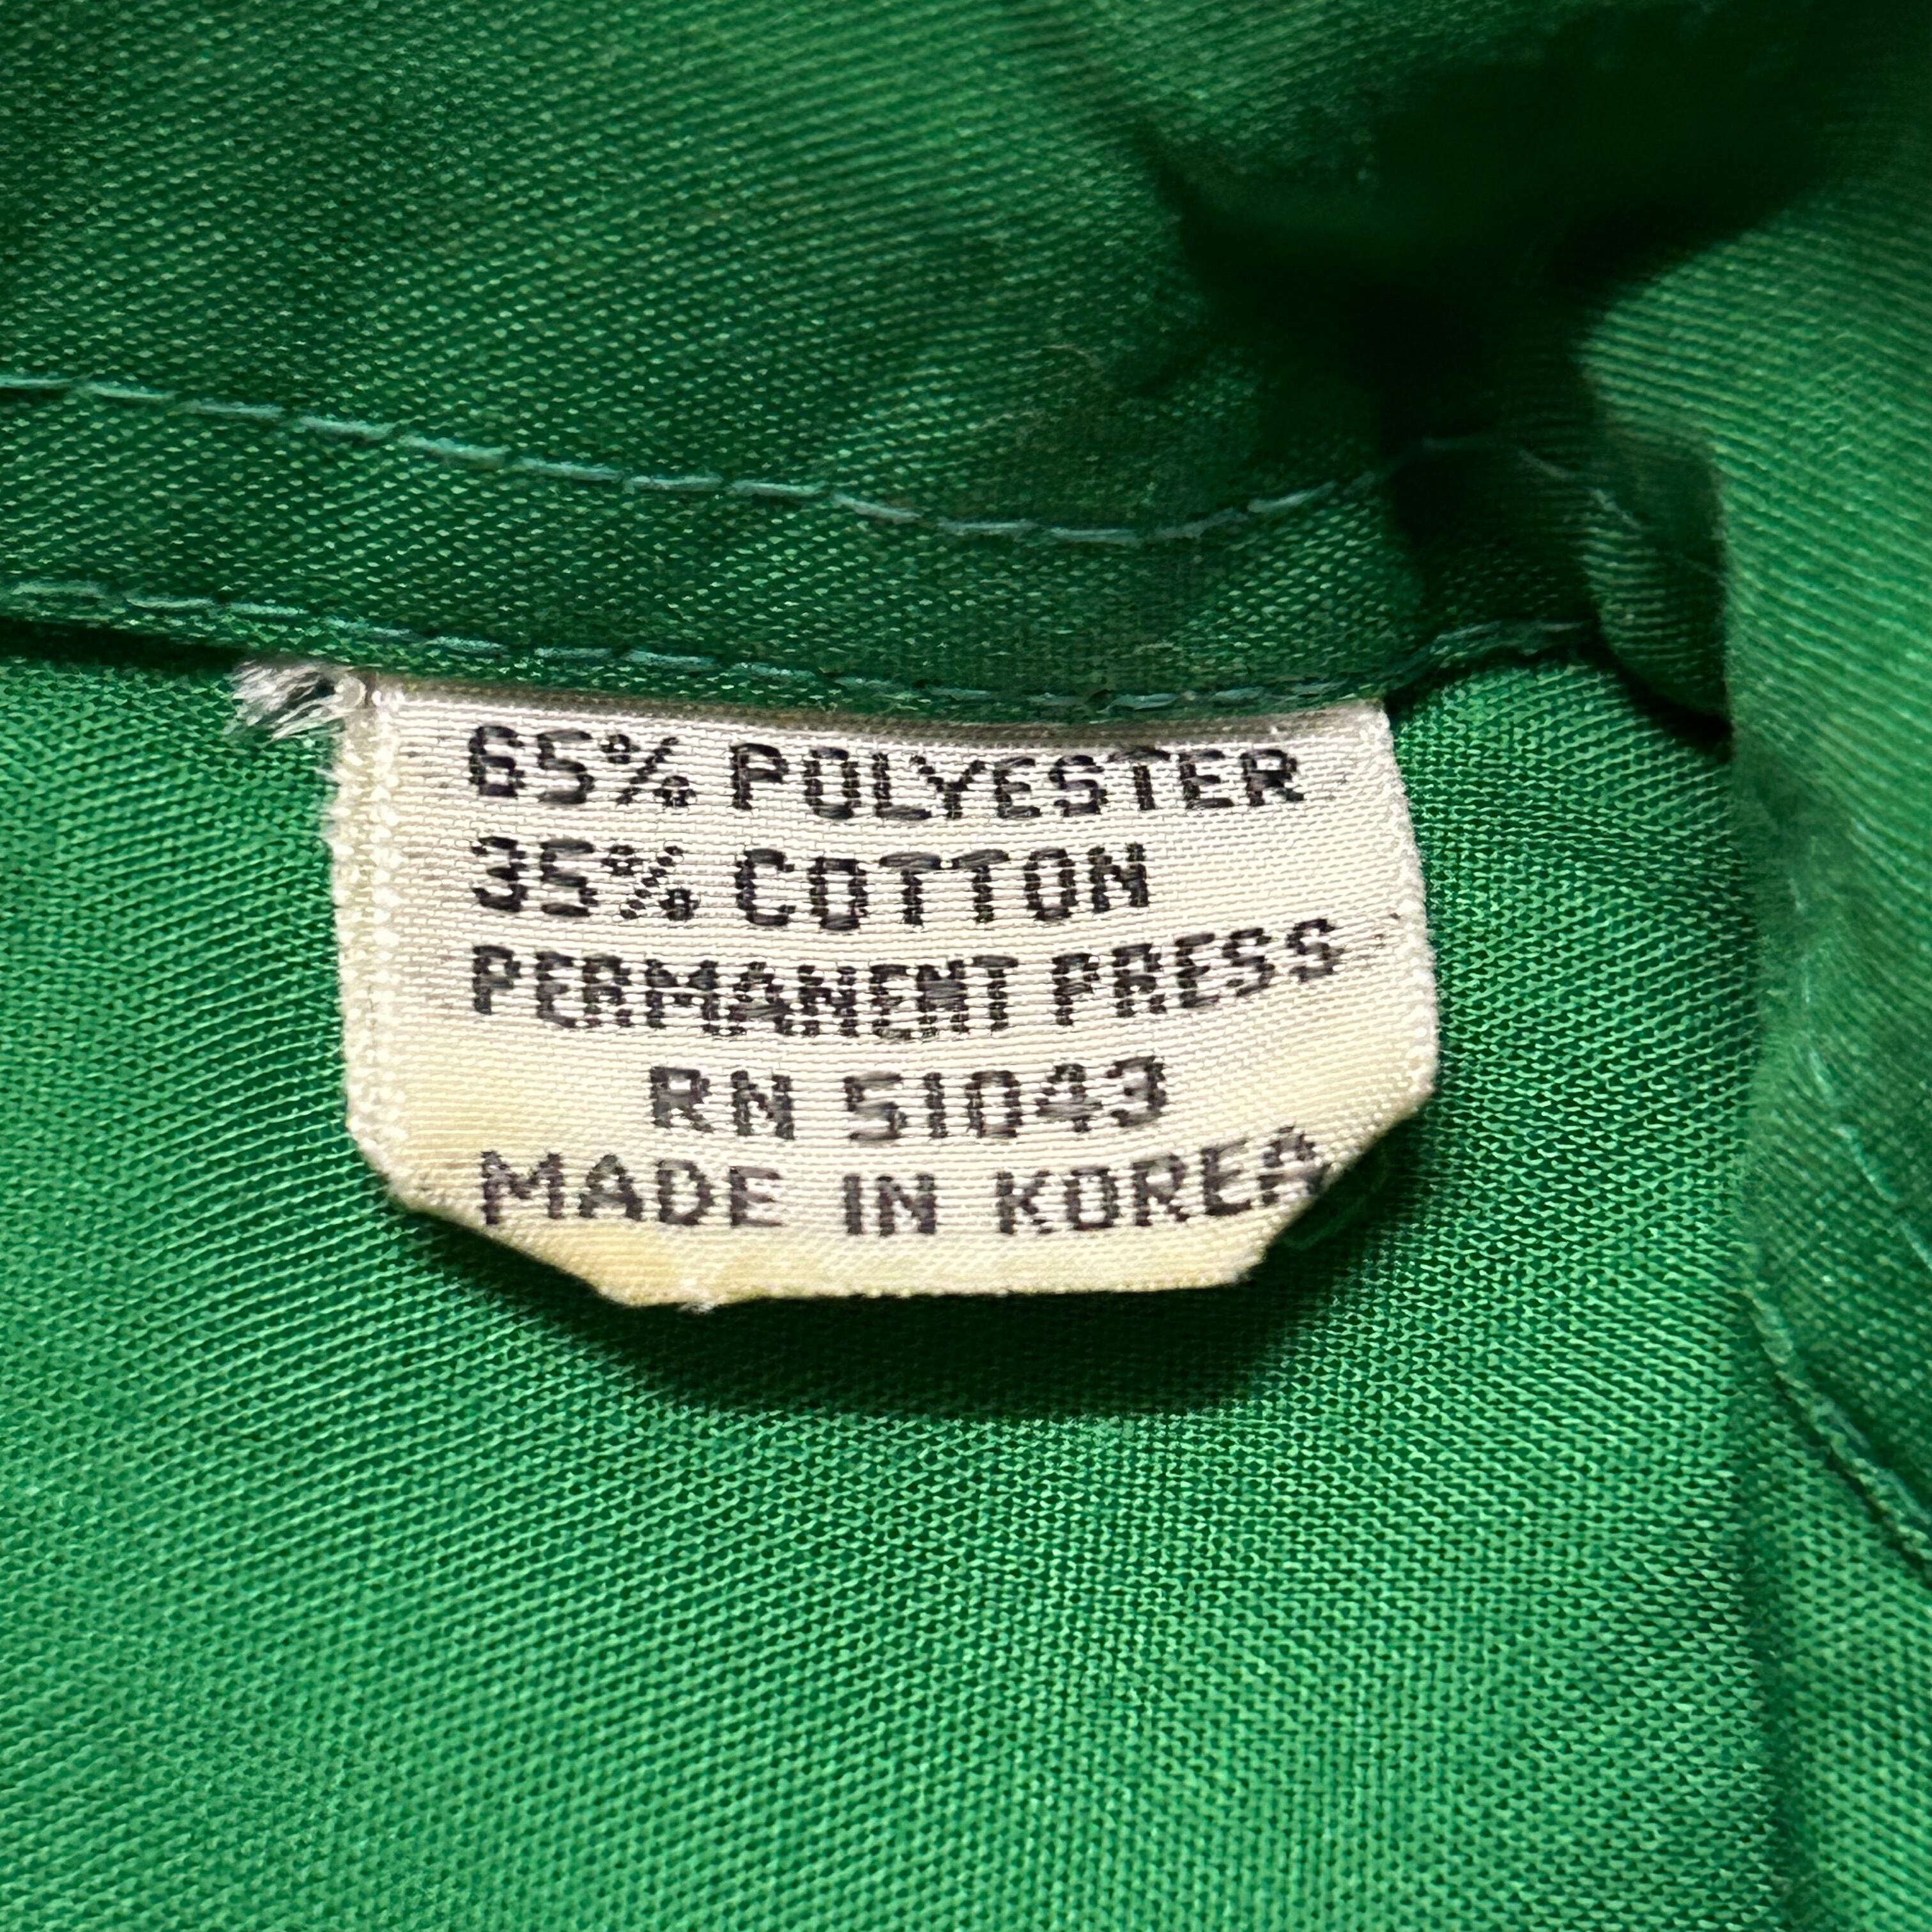 65% POLYESTER
35% COTTON
PERMANENT PRESS
RN 51043
MADE IN KOREA